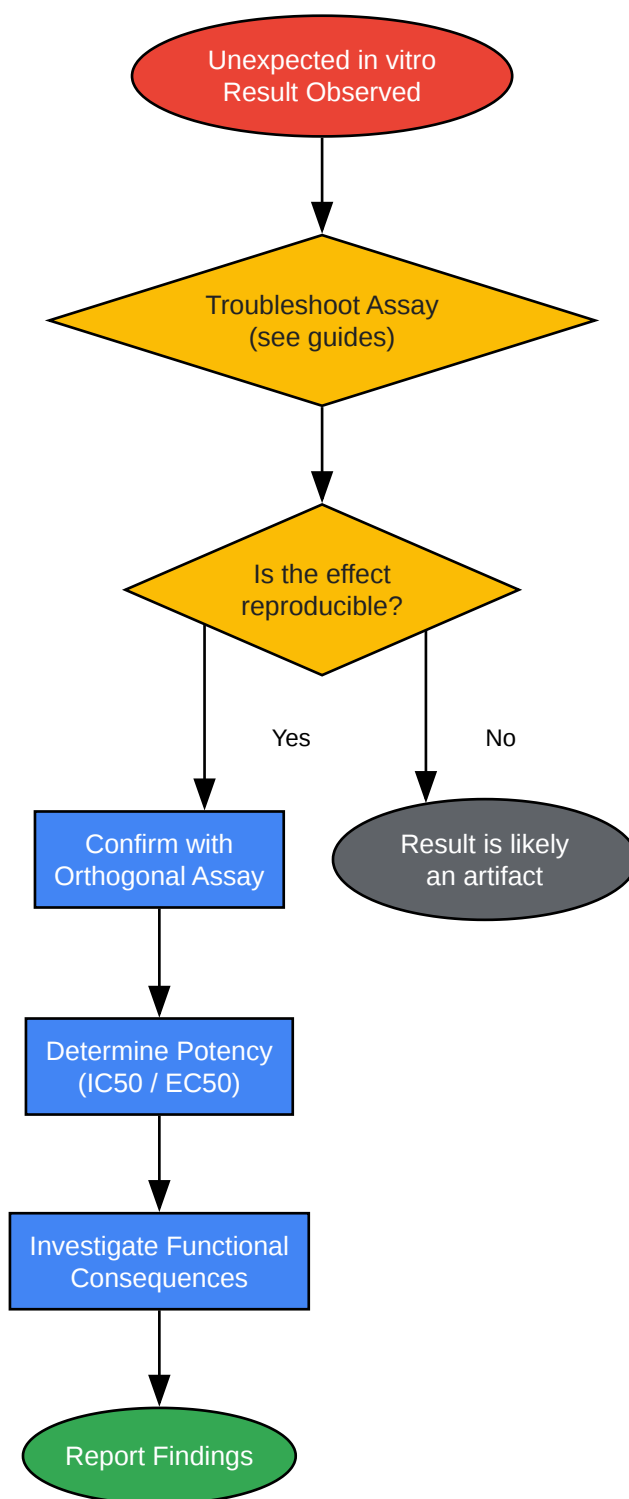 Unexpected in vitro
Result Observed
Troubleshoot Assay
(see guides)
Is the effect
reproducible?
Yes
No
Confirm with
Orthogonal Assay
Result is likely
an artifact
Determine Potency
(IC50 / EC50)
Investigate Functional
Consequences
Report Findings